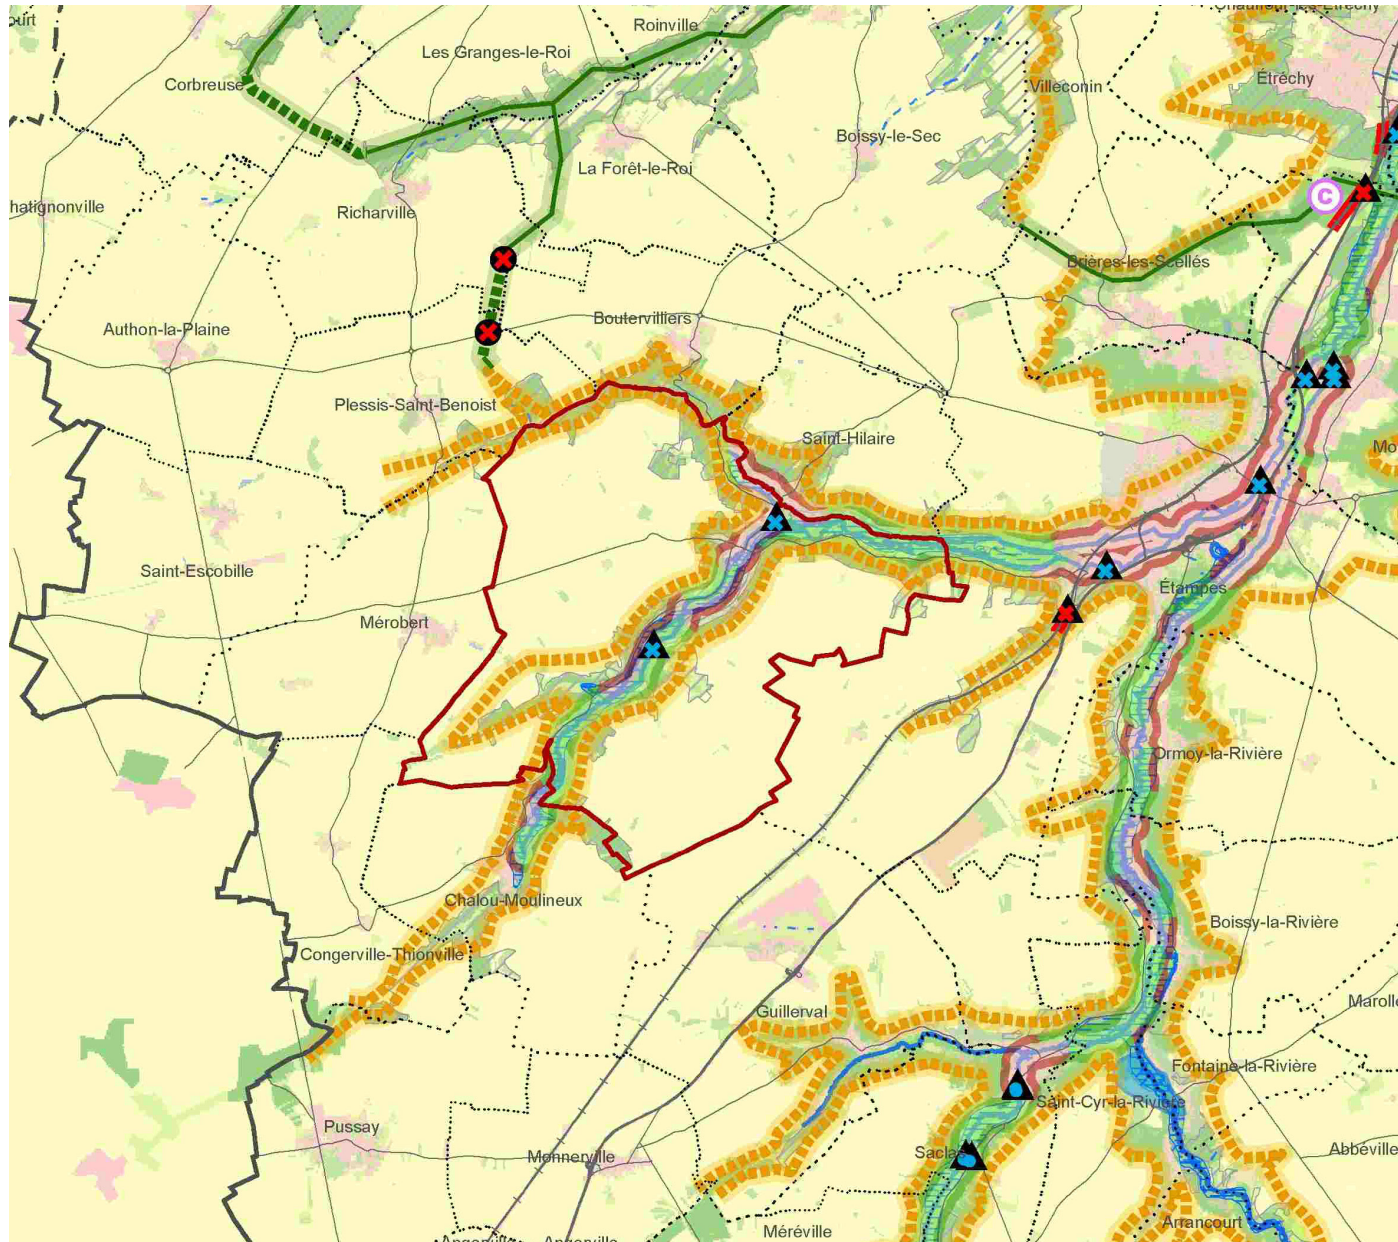 Roinville
Les Granges-le-Roi
Étréchy
Corbreuse
Villeconin
Boissy-le-Sec
La Forêt-le-Roi
hatignonville
Richarville
C
Brières-les-Scellés
Boutervilliers
Authon-la-Plaine
Plessis-Saint-Benoist
Saint-Hilaire
Mo
Saint-Escobille
Étampes
Mérobert
Ormoy-la-Rivière
Chalou-Moulineux
Boissy-la-Rivière
Congerville-Thionville
Marolle
Guillerval
Fontaine-la-Rivière
Saint-Cyr-la-Rivière
Pussay
Abbéville
Monnerville
Saclas
Arrancourt
Méréville